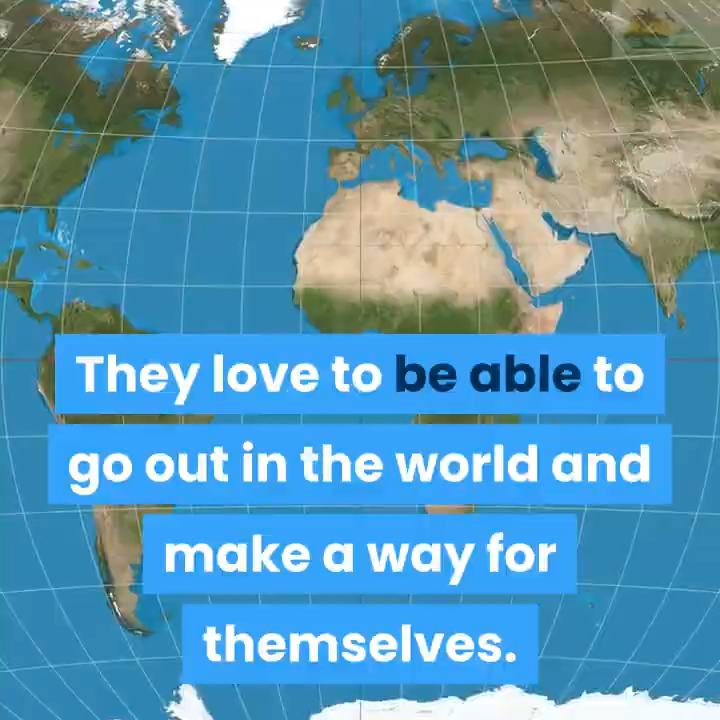 They love to be able to
go out in the world and
make a way for
themselves.